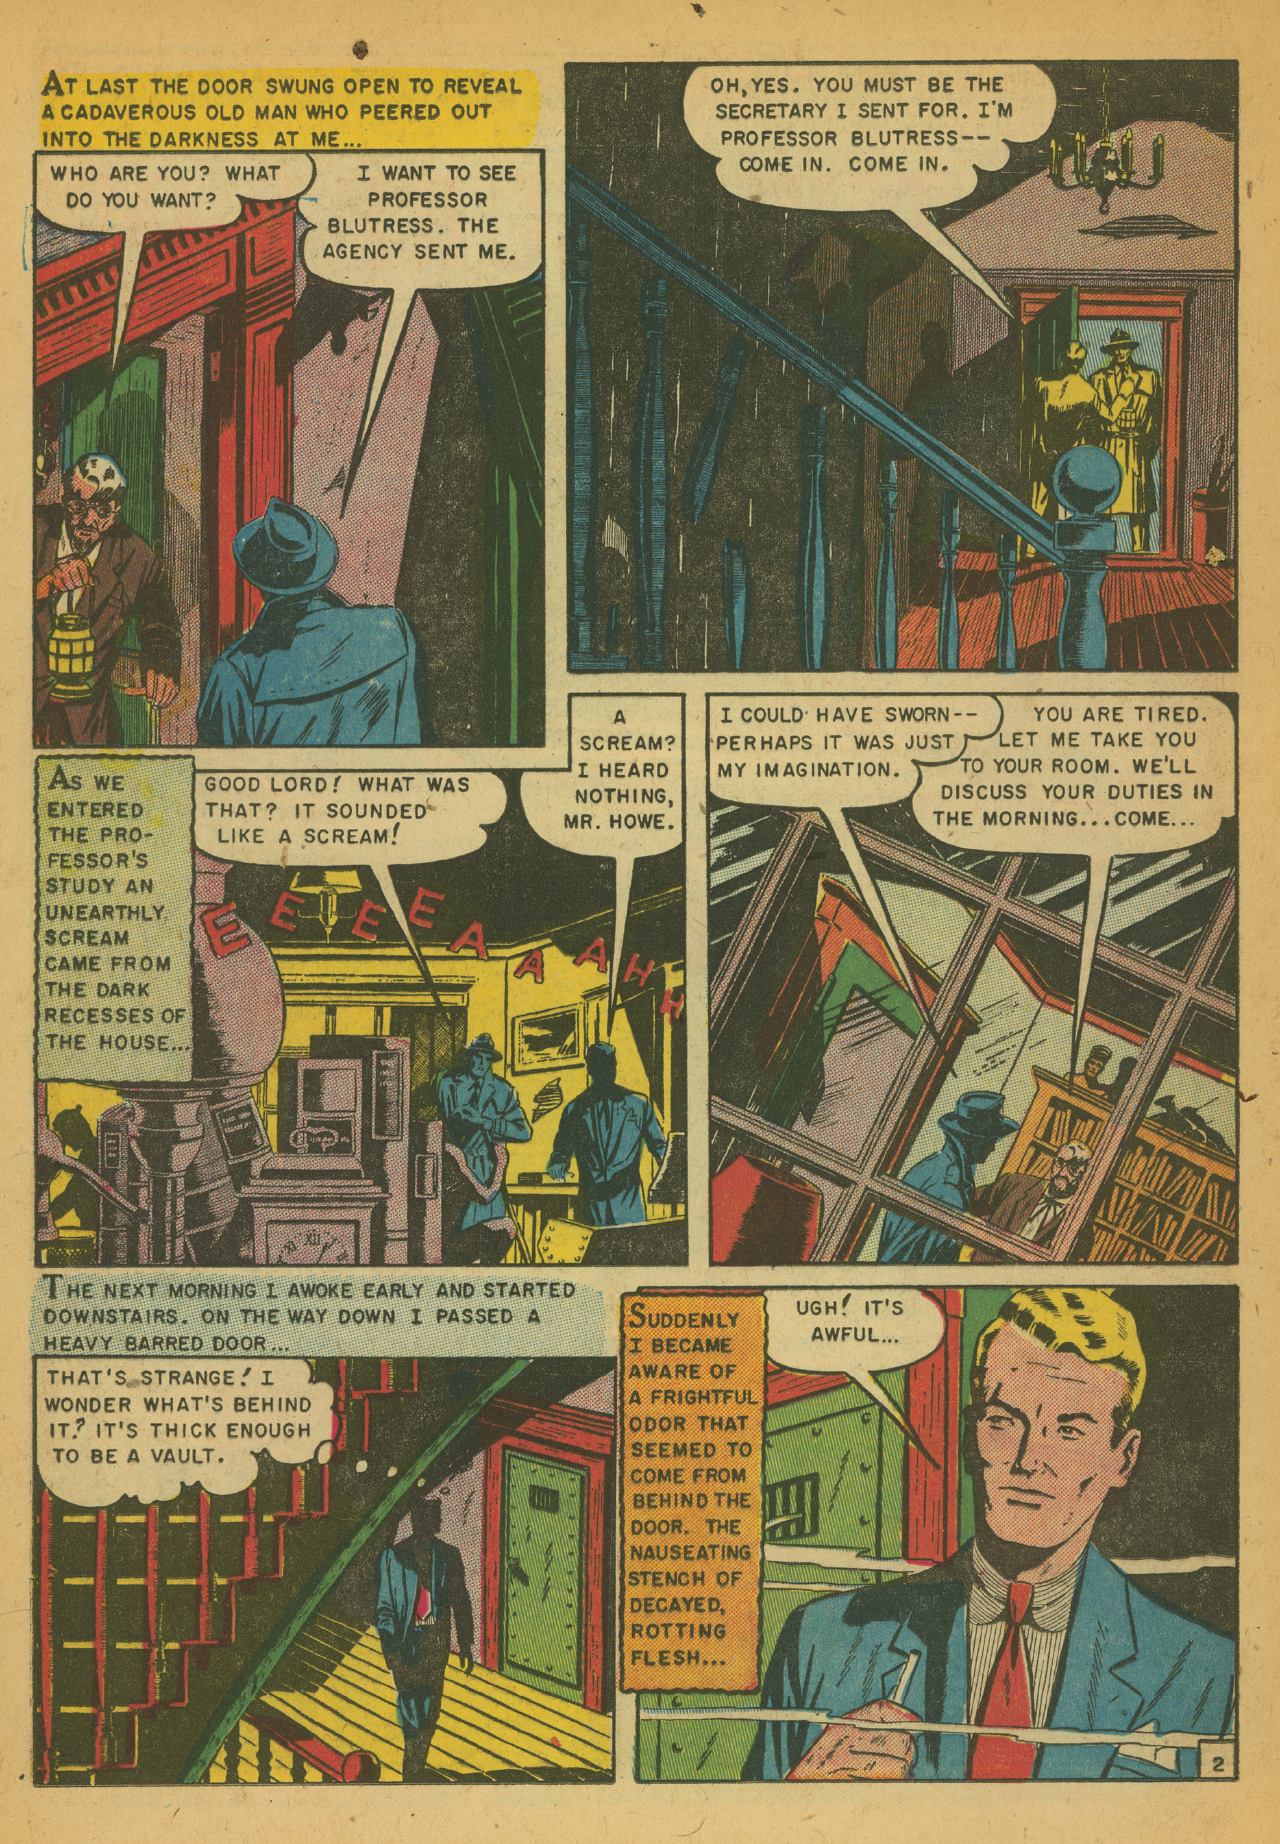 AT LAST THE DOOR SWUNG OPEN TO REVEAL
A CADAVEROUS OLD MAN WHO PEERED OUT
INTO THE DARKNESS AT ME...
WHO ARE YOU? WHAT
DO YOU WANT?
I WANT TO SEE
PROFESSOR
BLUTRESS. THE
AGENCY SENT ME.
OH, YES. YOU MUST BE THE
SECRETARY I SENT FOR. I'M
PROFESSOR BLUTRESS--
COME IN. COME IN.
AS WE
ENTERED
THE PRO-
FESSOR'S
STUDY AN
UNEARTHLY
SCREAM
CAME FROM
THE DARK
RECESSES OF
THE HOUSE...
GOOD LORD! WHAT WAS
THAT? IT SOUNDED
LIKE A SCREAM!
A
SCREAM?
I HEARD
NOTHING,
MR. HOWE.
EEEEAAAHHH
XI XII I
I COULD HAVE SWORN--
PERHAPS IT WAS JUST
MY IMAGINATION.
YOU ARE TIRED.
LET ME TAKE YOU
TO YOUR ROOM. WE'LL
DISCUSS YOUR DUTIES IN
THE MORNING...COME...
THE NEXT MORNING I AWOKE EARLY AND STARTED
DOWNSTAIRS. ON THE WAY DOWN I PASSED A
HEAVY BARRED DOOR...
THAT'S STRANGE! I
WONDER WHAT'S BEHIND
IT? IT'S THICK ENOUGH
TO BE A VAULT.
SUDDENLY
I BECAME
AWARE OF
A FRIGHTFUL
ODOR THAT
SEEMED TO
COME FROM
BEHIND THE
DOOR. THE
NAUSEATING
STENCH OF
DECAYED,
ROTTING
FLESH...
UGH! IT'S
AWFUL...
2